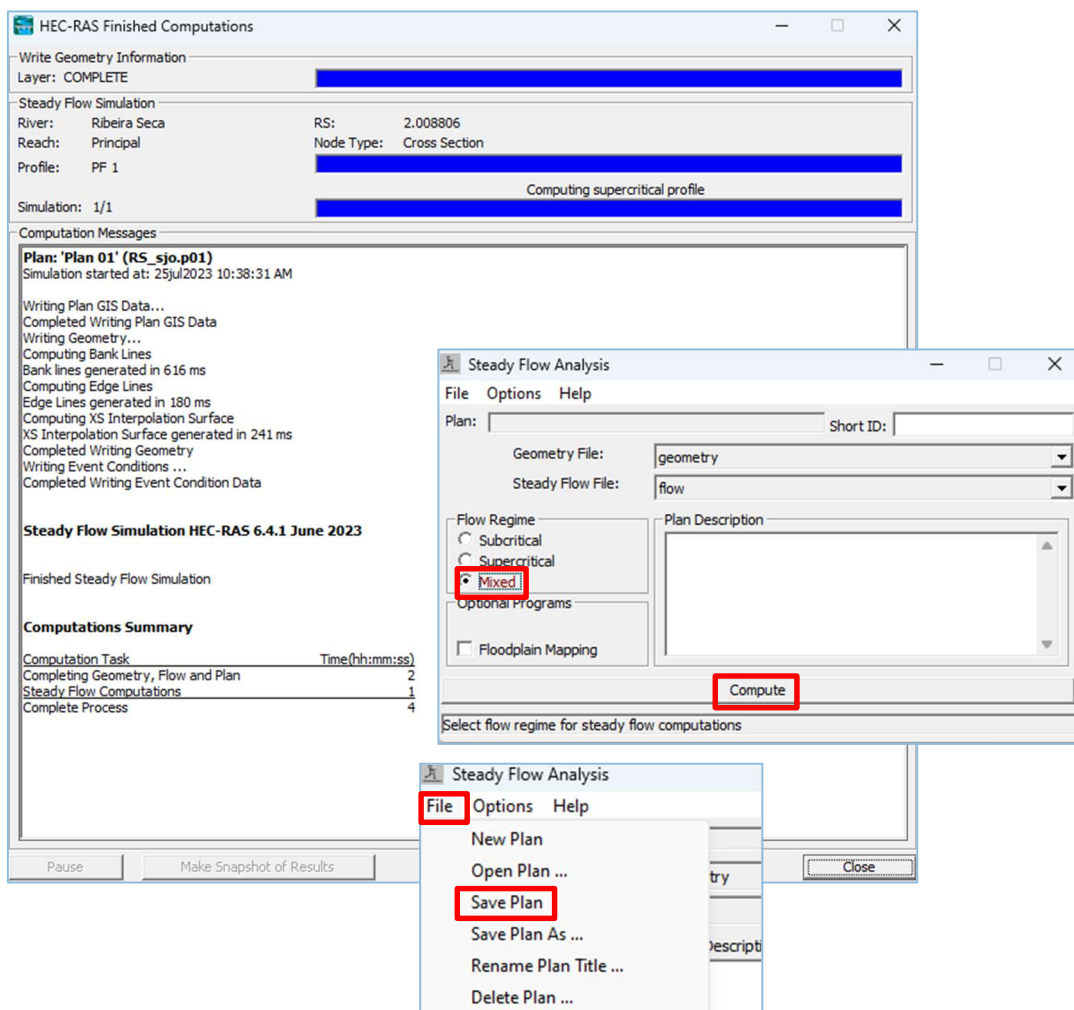 HEC-RAS Finished Computations
Write Geometry Information
Layer: COMPLETE
Steady Flow Simulation
River: Ribeira Seca RS: 2.008806
Reach: Principal Node Type: Cross Section
Profile: PF 1
Computing supercritical profile
Simulation: 1/1
Computation Messages
Plan: 'Plan 01' (RS_sjo.p01)
Simulation started at: 25jul2023 10:38:31 AM
Writing Plan GIS Data...
Completed Writing Plan GIS Data
Writing Geometry...
Computing Bank Lines
Bank lines generated in 616 ms
Computing Edge Lines
Edge Lines generated in 180 ms
Computing XS Interpolation Surface
XS Interpolation Surface generated in 241 ms
Completed Writing Geometry
Writing Event Conditions ...
Completed Writing Event Condition Data
Steady Flow Simulation HEC-RAS 6.4.1 June 2023
Finished Steady Flow Simulation
Computations Summary
Computation Task Time(hh:mm:ss)
Completing Geometry, Flow and Plan 2
Steady Flow Computations 1
Complete Process 4
Pause Make Snapshot of Results Close
Steady Flow Analysis
File Options Help
Plan: Short ID:
Geometry File: geometry
Steady Flow File: flow
Flow Regime Plan Description
Subcritical
Supercritical
Mixed
Optional Programs
Floodplain Mapping
Compute
Select flow regime for steady flow computations
Steady Flow Analysis
File Options Help
New Plan
Open Plan ... try
Save Plan
Save Plan As ... Descripti
Rename Plan Title ...
Delete Plan ...